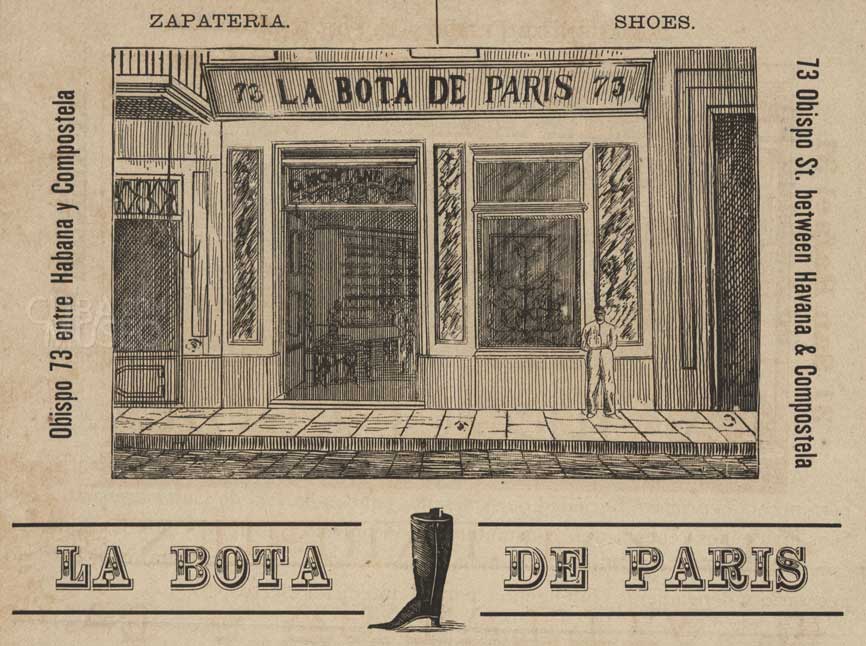 ZAPATERIA.
SHOES.
Obispo 73 entre Habana y Compostela
73 LA BOTA DE PARIS 73
73 Obispo St. between Havana & Compostela
LA BOTA DE PARIS